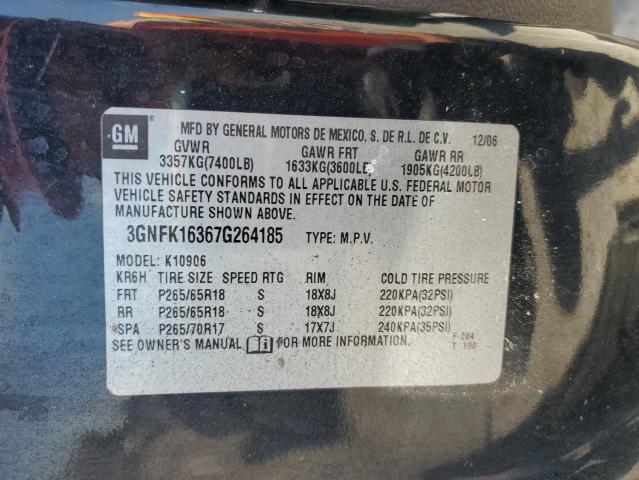 GM
MFD BY GENERAL MOTORS DE MEXICO, S. DE R.L. DE C.V. 12/06
GVWR GAWR FRT GAWR RR
3357KG(7400LB) 1633KG(3600LB) 1905KG(4200LB)
THIS VEHICLE CONFORMS TO ALL APPLICABLE U.S. FEDERAL MOTOR
VEHICLE SAFETY STANDARDS IN EFFECT ON THE DATE OF
MANUFACTURE SHOWN ABOVE.
3GNFK16367G264185 TYPE: M.P.V.
MODEL: K10906
KR6H TIRE SIZE SPEED RTG RIM COLD TIRE PRESSURE
FRT P265/65R18 S 18X8J 220KPA(32PSI)
RR P265/65R18 S 18X8J 220KPA(32PSI)
SPA P265/70R17 S 17X7J 240KPA(35PSI)
SEE OWNER'S MANUAL FOR MORE INFORMATION. F-204
T 190